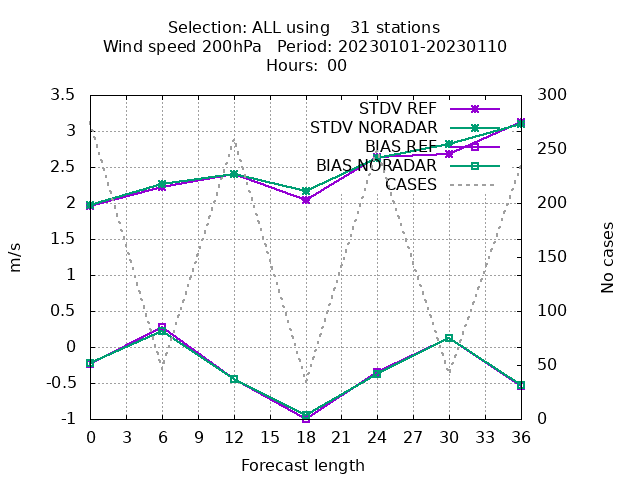 Selection: ALL using    31 stations
Wind speed 200hPa   Period: 20230101-20230110
Hours: 00
STDV REF
STDV NORADAR
BIAS REF
BIAS NORADAR
CASES
3.5
3
2.5
2
1.5
1
0.5
0
-0.5
-1
m/s
300
250
200
150
100
50
0
No cases
0 3 6 9 12 15 18 21 24 27 30 33 36
Forecast length